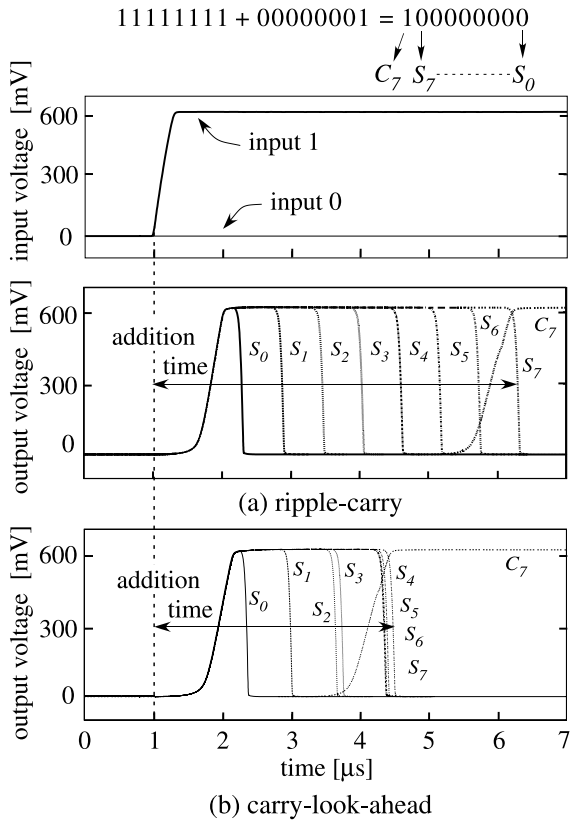 11111111 + 00000001 = 100000000
C7 S7 S0
input voltage [mV]
600
300
0
input 1
input 0
output voltage [mV]
600
300
0
addition
time
S0 S1 S2 S3 S4 S5 S6 C7
S7
(a) ripple-carry
output voltage [mV]
600
300
0
addition
time
S0 S1 S2 S3 S4 C7
S5
S6
S7
0 1 2 3 4 5 6 7
time [μs]
(b) carry-look-ahead